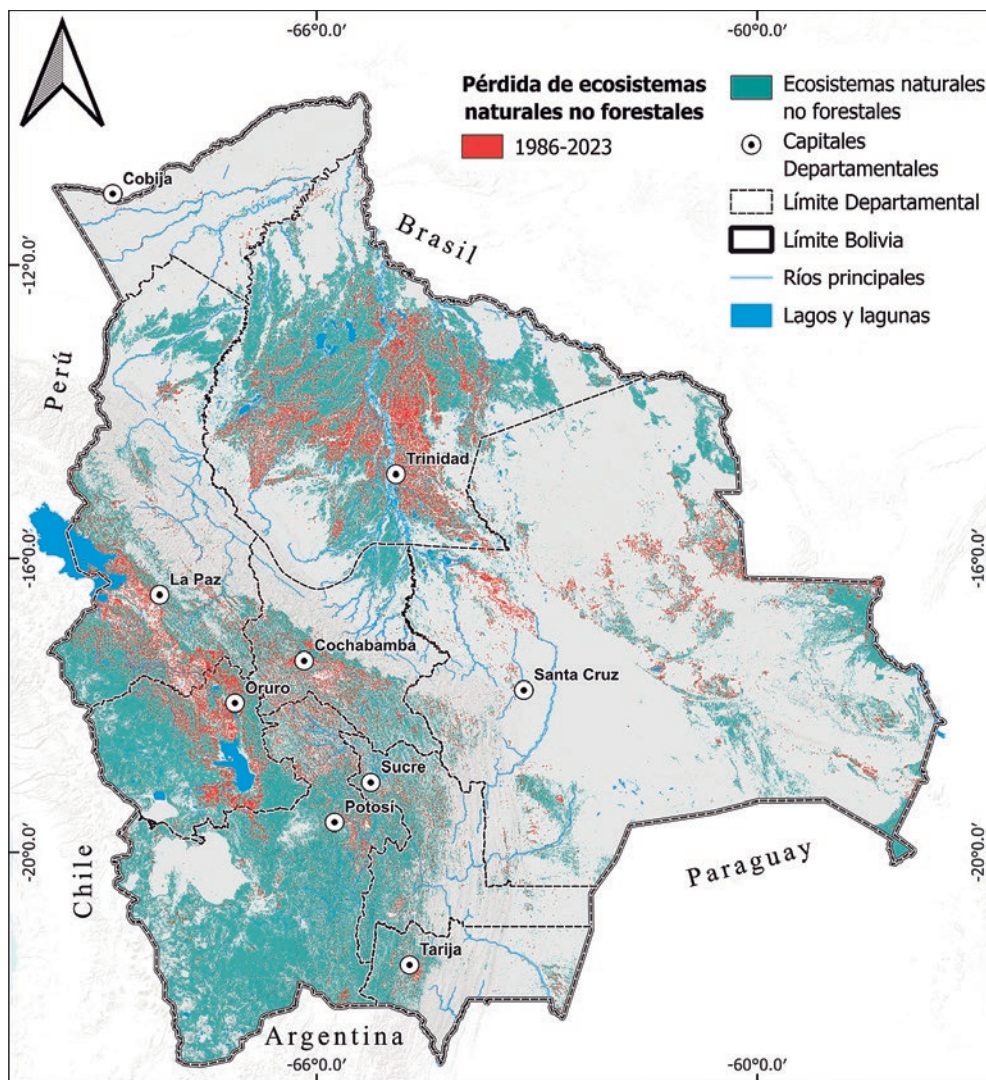 -66°0.0'
-60°0.0'
Pérdida de ecosistemas
naturales no forestales
1986-2023
Ecosistemas naturales
no forestales
Capitales
Departamentales
Límite Departamental
Límite Bolivia
Ríos principales
Lagos y lagunas
Cobija
Brasil
-12°0.0'
-12°0.0'
Perú
Trinidad
-16°0.0'
-16°0.0'
La Paz
Cochabamba
Santa Cruz
Oruro
Sucre
Potosí
-20°0.0'
-20°0.0'
Chile
Paraguay
Tarija
Argentina
-66°0.0'
-60°0.0'